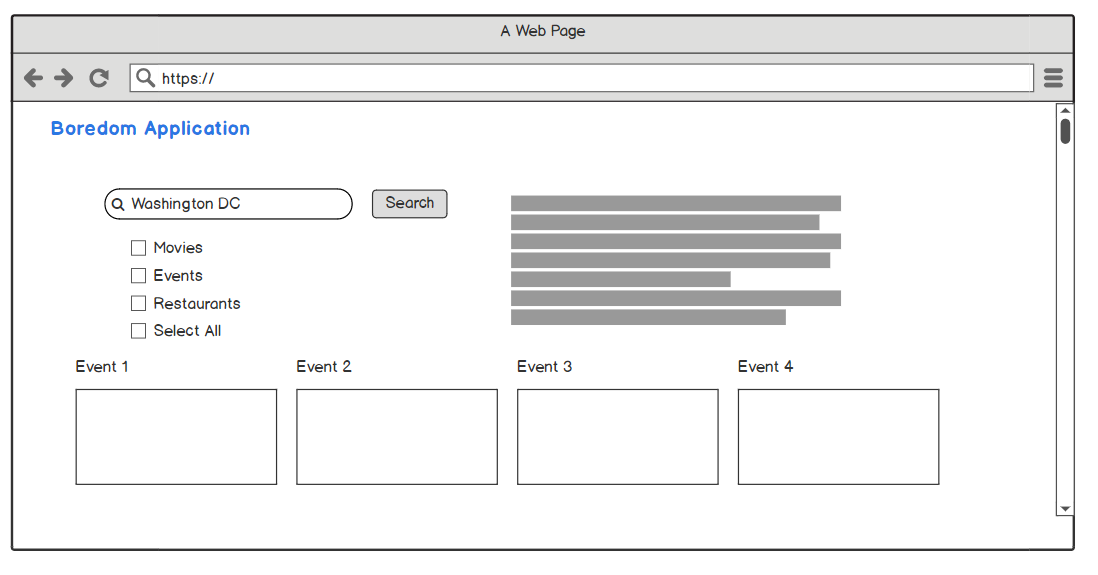 A Web Page
https://
Boredom Application
Washington DC
Search
Movies
Events
Restaurants
Select All
Event 1
Event 2
Event 3
Event 4